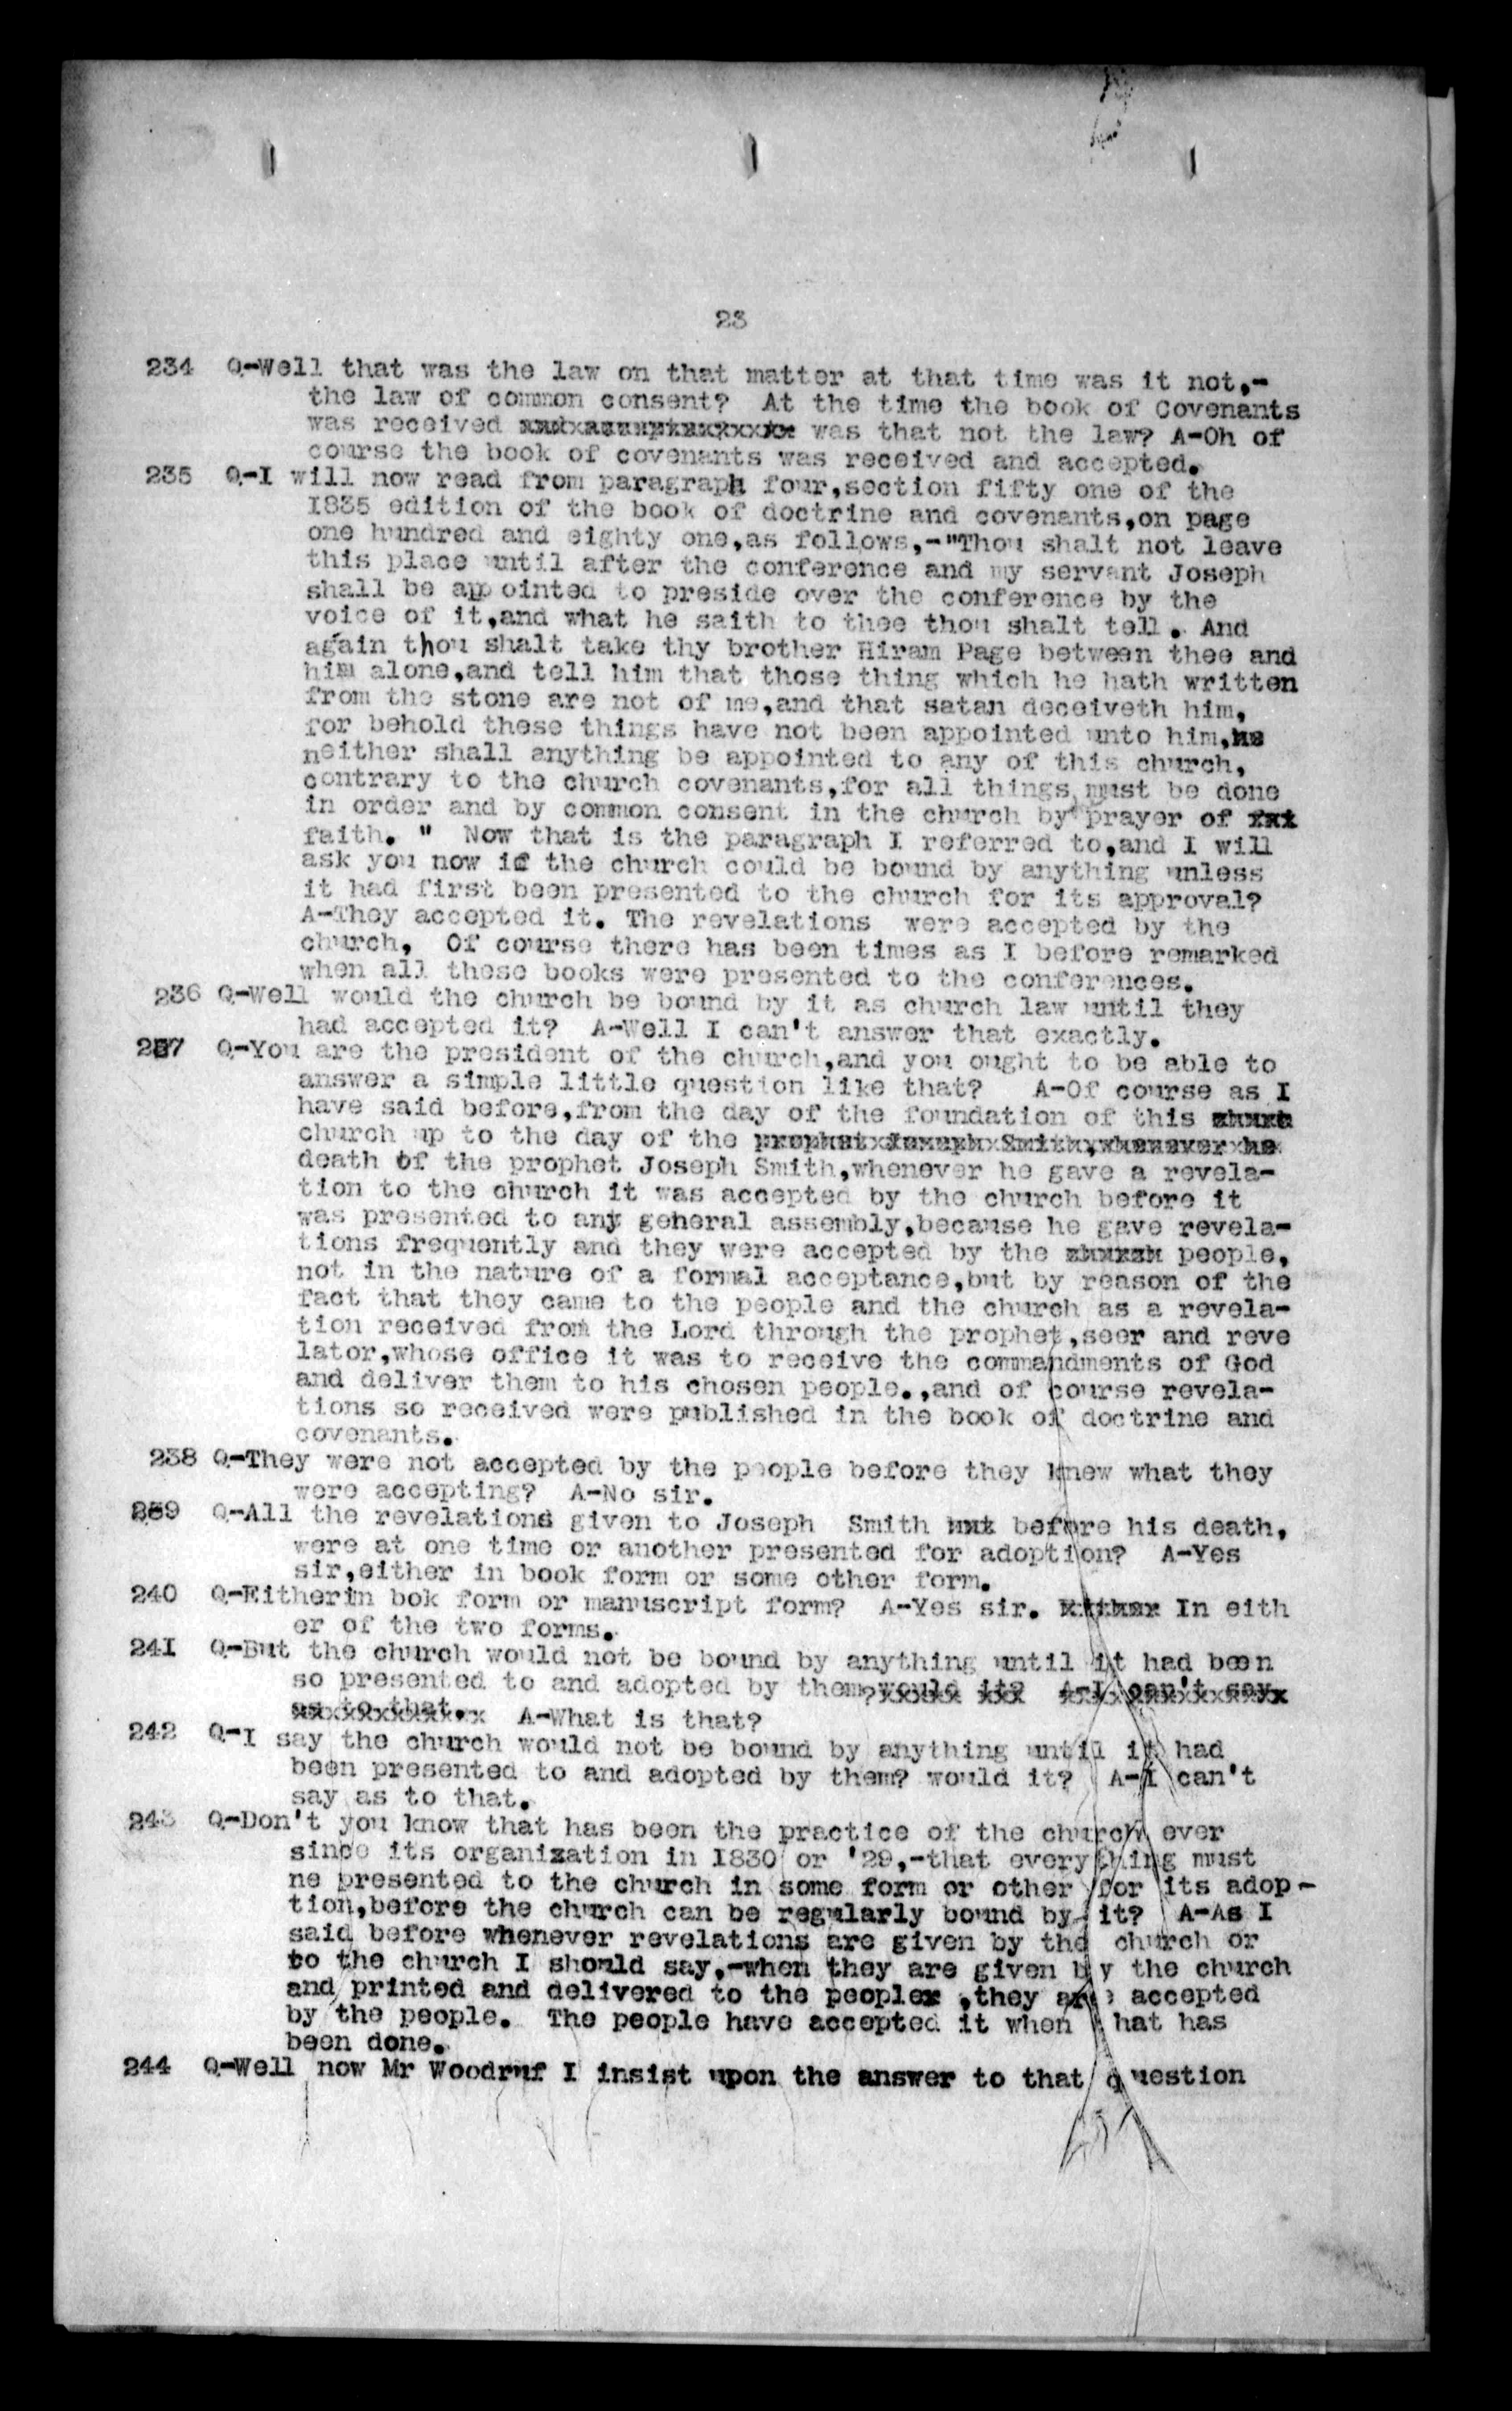 23
234 Q-Well that was the law on that matter at that time was it not,-
the law of common consent? At the time the book of Covenants
was received was that not the law? A-Oh of
course the book of covenants was received and accepted.
235 Q-I will now read from paragraph four,section fifty one of the
1835 edition of the book of doctrine and covenants,on page
one hundred and eighty one,as follows,-"Thou shalt not leave
this place until after the conference and my servant Joseph
shall be appointed to preside over the conference by the
voice of it,and what he saith to thee thou shalt tell. And
again thou shalt take thy brother Hiram Page between thee and
him alone,and tell him that those thing which he hath written
from the stone are not of me,and that satan deceiveth him,
for behold these things have not been appointed unto him,
neither shall anything be appointed to any of this church,
contrary to the church covenants,for all things must be done
in order and by common consent in the church by prayer of
faith. " Now that is the paragraph I referred to,and I will
ask you now if the church could be bound by anything unless
it had first been presented to the church for its approval?
A-They accepted it. The revelations were accepted by the
church, Of course there has been times as I before remarked
when all these books were presented to the conferences.
236 Q-Well would the church be bound by it as church law until they
had accepted it? A-Well I can't answer that exactly.
237 Q-You are the president of the church,and you ought to be able to
answer a simple little question like that? A-Of course as I
have said before,from the day of the foundation of this
church up to the day of the prophet Joseph Smith,whenever he
death of the prophet Joseph Smith,whenever he gave a revela-
tion to the church it was accepted by the church before it
was presented to any general assembly,because he gave revela-
tions frequently and they were accepted by the church people,
not in the nature of a formal acceptance,but by reason of the
fact that they came to the people and the church as a revela-
tion received from the Lord through the prophet,seer and reve
lator,whose office it was to receive the commandments of God
and deliver them to his chosen people.,and of course revela-
tions so received were published in the book of doctrine and
covenants.
238 Q-They were not accepted by the people before they knew what they
were accepting? A-No sir.
239 Q-All the revelations given to Joseph Smith before his death,
were at one time or another presented for adoption? A-Yes
sir,either in book form or some other form.
240 Q-Eitherin bok form or manuscript form? A-Yes sir. Either In eith
er of the two forms.
241 Q-But the church would not be bound by anything until it had been
so presented to and adopted by them?would it? A-I can't say
as to that. A-What is that?
242 Q-I say the church would not be bound by anything until it had
been presented to and adopted by them? would it? A-I can't
say as to that.
243 Q-Don't you know that has been the practice of the church ever
since its organization in 1830 or '29,-that everything must
ne presented to the church in some form or other for its adop-
tion,before the church can be regularly bound by it? A-As I
said before whenever revelations are given by the church or
to the church I should say,-when they are given by the church
and printed and delivered to the people ,they are accepted
by the people. The people have accepted it when that has
been done.
244 Q-Well now Mr Woodruf I insist upon the answer to that question